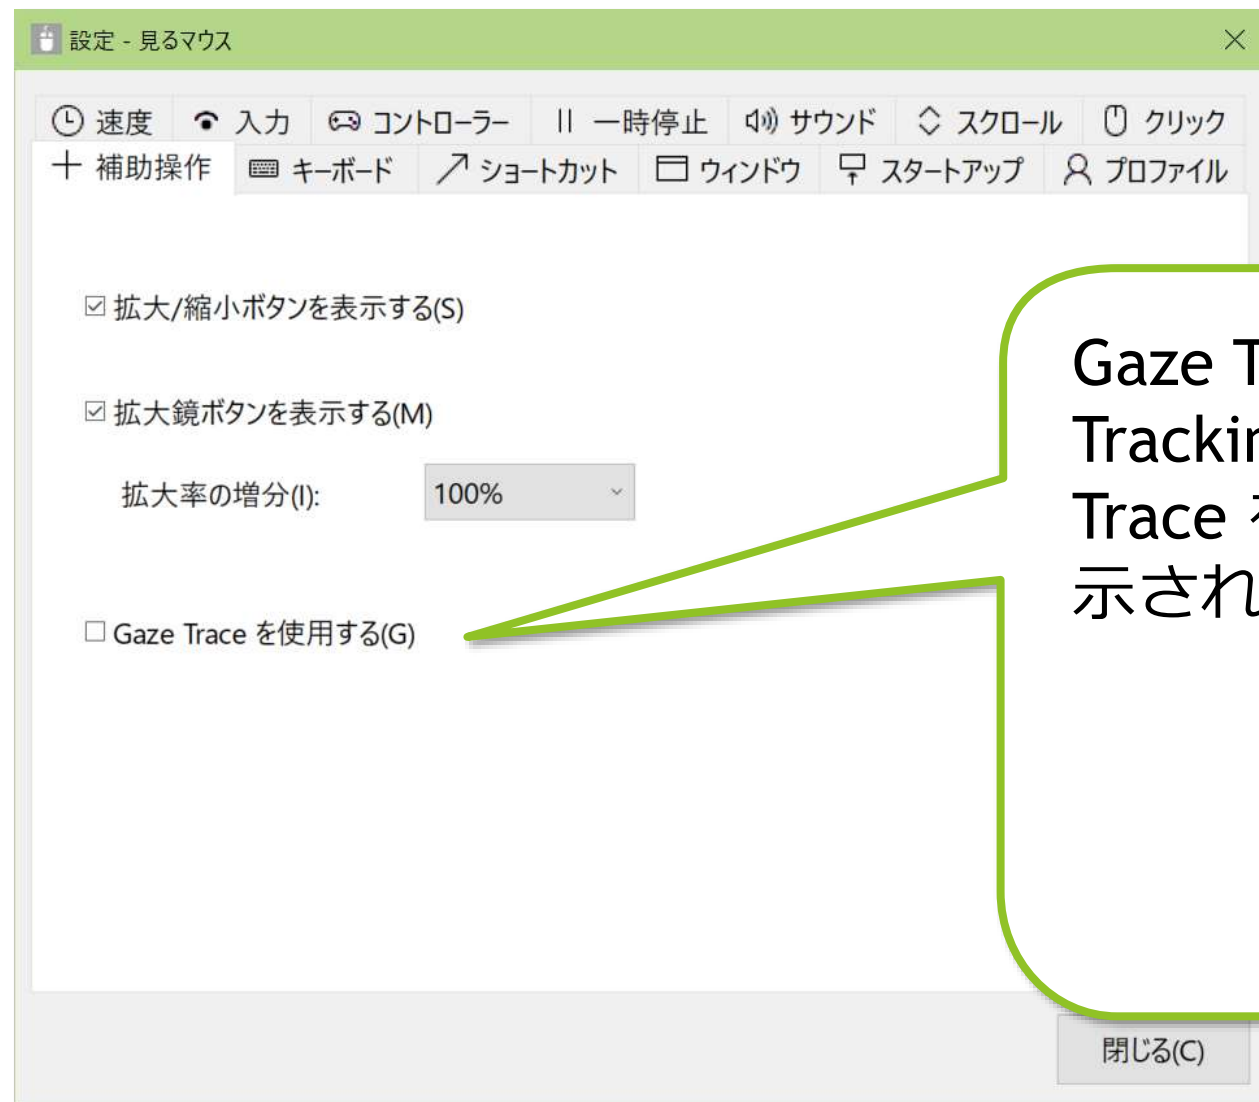 設定 - 見るマウス
速度 入力 コントローラー 一時停止 サウンド スクロール クリック
補助操作 キーボード ショートカット ウィンドウ スタートアップ プロファイル
拡大/縮小ボタンを表示する(S)
拡大鏡ボタンを表示する(M)
拡大率の増分(I): 100%
Gaze Trace を使用する(G)
Gaze
Trace
示され
閉じる(C)